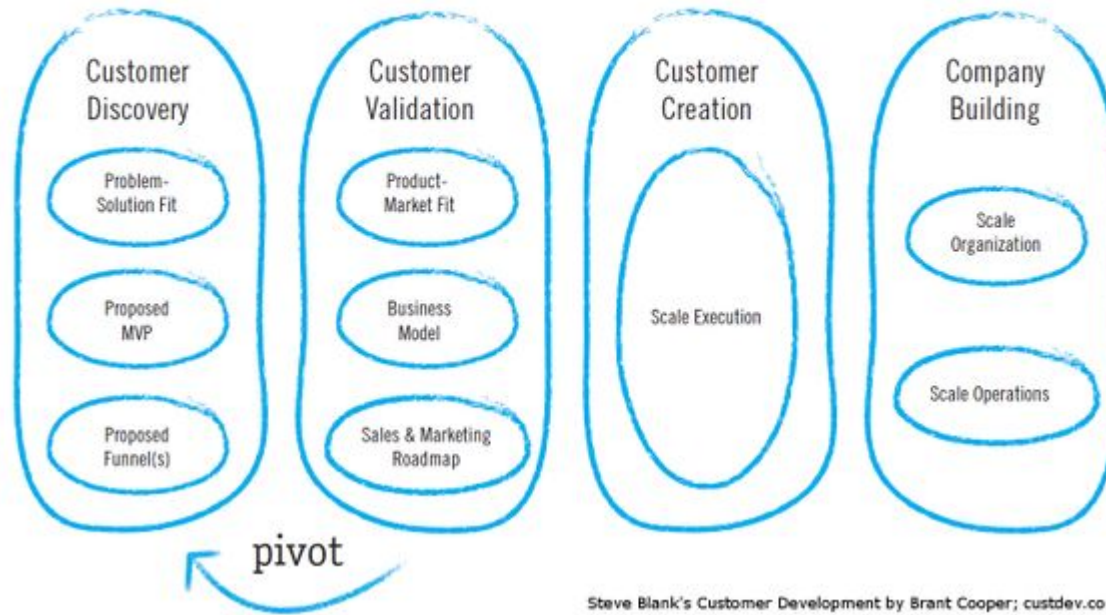 Customer
Discovery
Problem-
Solution Fit
Proposed
MVP
Proposed
Funnel(s)
Customer
Validation
Product-
Market Fit
Business
Model
Sales & Marketing
Roadmap
Customer
Creation
Scale Execution
Company
Building
Scale
Organization
Scale Operations
pivot
Steve Blank's Customer Development by Brant Cooper; custdev.co